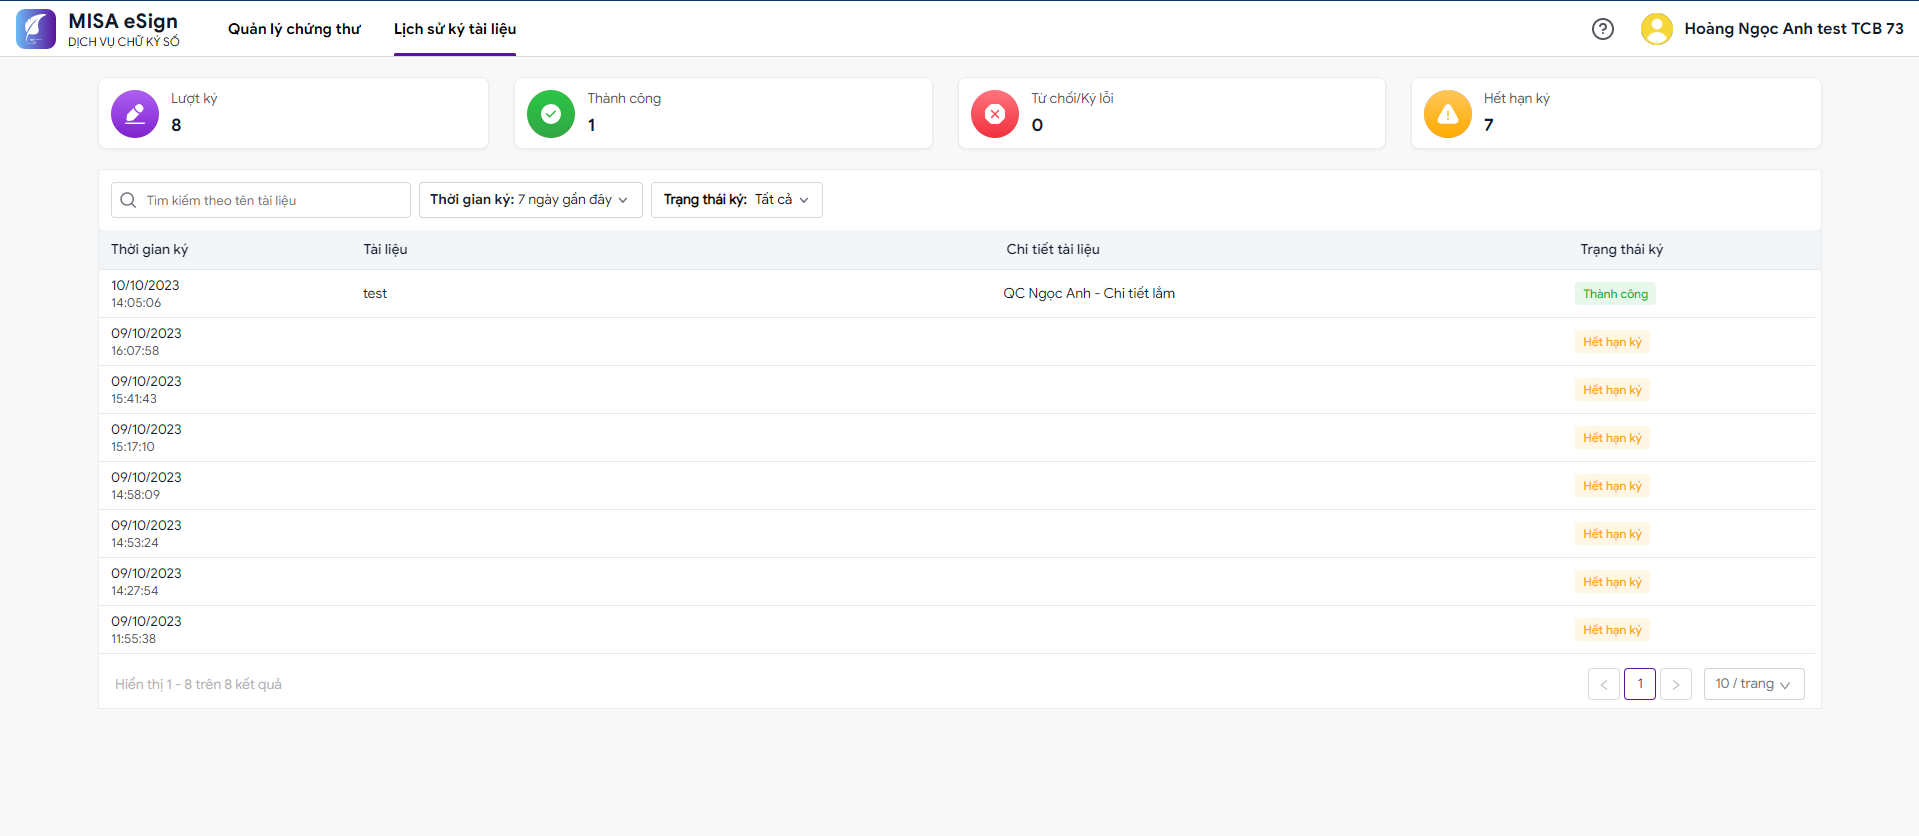 MISA eSign
DỊCH VỤ CHỮ KÝ SỐ
Quản lý chứng thư
Lịch sử ký tài liệu
Hoàng Ngọc Anh test TCB 73
Lượt ký
8
Thành công
1
Từ chối/Ký lỗi
0
Hết hạn ký
7
Tìm kiếm theo tên tài liệu
Thời gian ký: 7 ngày gần đây
Trạng thái ký: Tất cả
Thời gian ký Tài liệu Chi tiết tài liệu Trạng thái ký
10/10/2023
14:05:06
test
QC Ngọc Anh - Chi tiết lắm
Thành công
09/10/2023
16:07:58
Hết hạn ký
09/10/2023
15:41:43
Hết hạn ký
09/10/2023
15:17:10
Hết hạn ký
09/10/2023
14:58:09
Hết hạn ký
09/10/2023
14:53:24
Hết hạn ký
09/10/2023
14:27:54
Hết hạn ký
09/10/2023
11:55:38
Hết hạn ký
Hiển thị 1 - 8 trên 8 kết quả
< 1 >
10 / trang